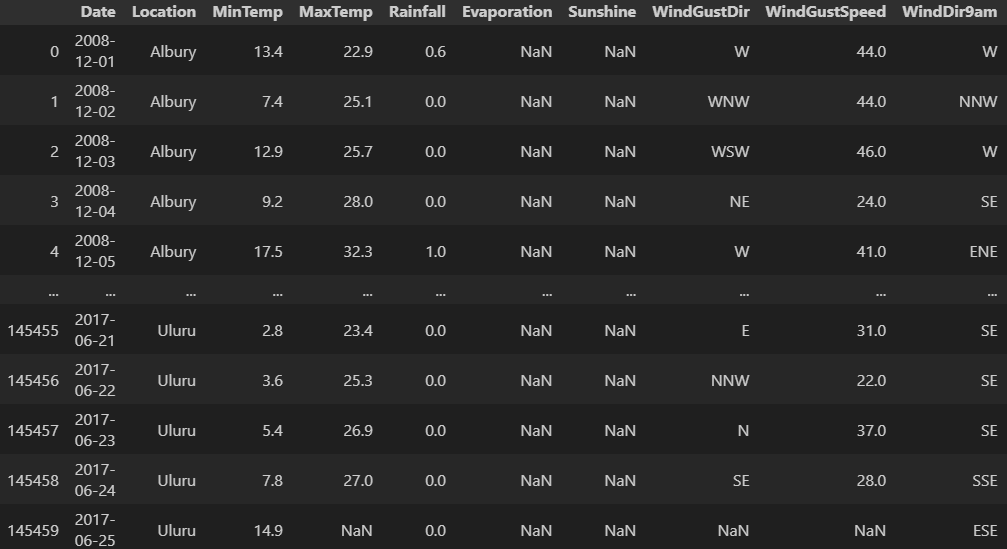 Date Location MinTemp MaxTemp Rainfall Evaporation Sunshine WindGustDir WindGustSpeed WindDir9am
0 2008-12-01 Albury 13.4 22.9 0.6 NaN NaN W 44.0 W
1 2008-12-02 Albury 7.4 25.1 0.0 NaN NaN WNW 44.0 NNW
2 2008-12-03 Albury 12.9 25.7 0.0 NaN NaN WSW 46.0 W
3 2008-12-04 Albury 9.2 28.0 0.0 NaN NaN NE 24.0 SE
4 2008-12-05 Albury 17.5 32.3 1.0 NaN NaN W 41.0 ENE
... ... ... ... ... ... ... ... ... ... ...
145455 2017-06-21 Uluru 2.8 23.4 0.0 NaN NaN E 31.0 SE
145456 2017-06-22 Uluru 3.6 25.3 0.0 NaN NaN NNW 22.0 SE
145457 2017-06-23 Uluru 5.4 26.9 0.0 NaN NaN N 37.0 SE
145458 2017-06-24 Uluru 7.8 27.0 0.0 NaN NaN SE 28.0 SSE
145459 2017-06-25 Uluru 14.9 NaN 0.0 NaN NaN NaN NaN ESE